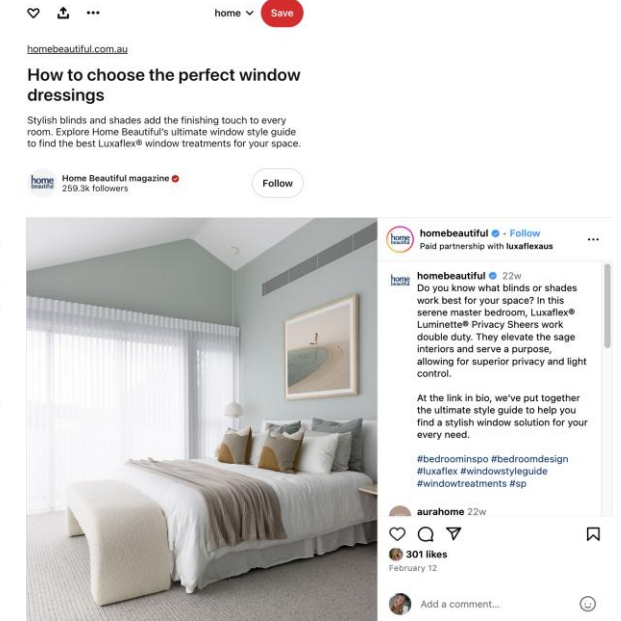 home
Save
homebeautiful.com.au
How to choose the perfect window
dressings
Stylish blinds and shades add the finishing touch to every
room. Explore Home Beautiful's ultimate window style guide
to find the best Luxaflex® window treatments for your space.
home
beautiful
Home Beautiful magazine
259.3k followers
Follow
home
beautiful
homebeautiful • Follow
Paid partnership with luxaflexaus
home
beautiful
homebeautiful 22w
Do you know what blinds or shades
work best for your space? In this
serene master bedroom, Luxaflex®
Luminette® Privacy Sheers work
double duty. They elevate the sage
interiors and serve a purpose,
allowing for superior privacy and light
control.
At the link in bio, we've put together
the ultimate style guide to help you
find a stylish window solution for your
every need.
#bedroominspo #bedroomdesign
#luxaflex #windowstyleguide
#windowtreatments #sp
aurahome 22w
301 likes
February 12
Add a comment...